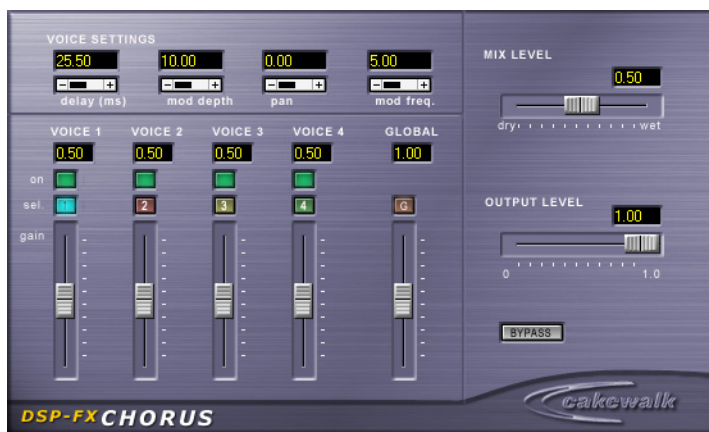 VOICE SETTINGS
25.50 10.00 0.00 5.00
- + - + - + - +
delay (ms) mod depth pan mod freq.
MIX LEVEL
0.50
dry wet
VOICE 1 VOICE 2 VOICE 3 VOICE 4 GLOBAL
0.50 0.50 0.50 0.50 1.00
on
sel. 1 2 3 4 G
gain
OUTPUT LEVEL
1.00
0 1.0
BYPASS
DSP-FX CHORUS
cakewalk